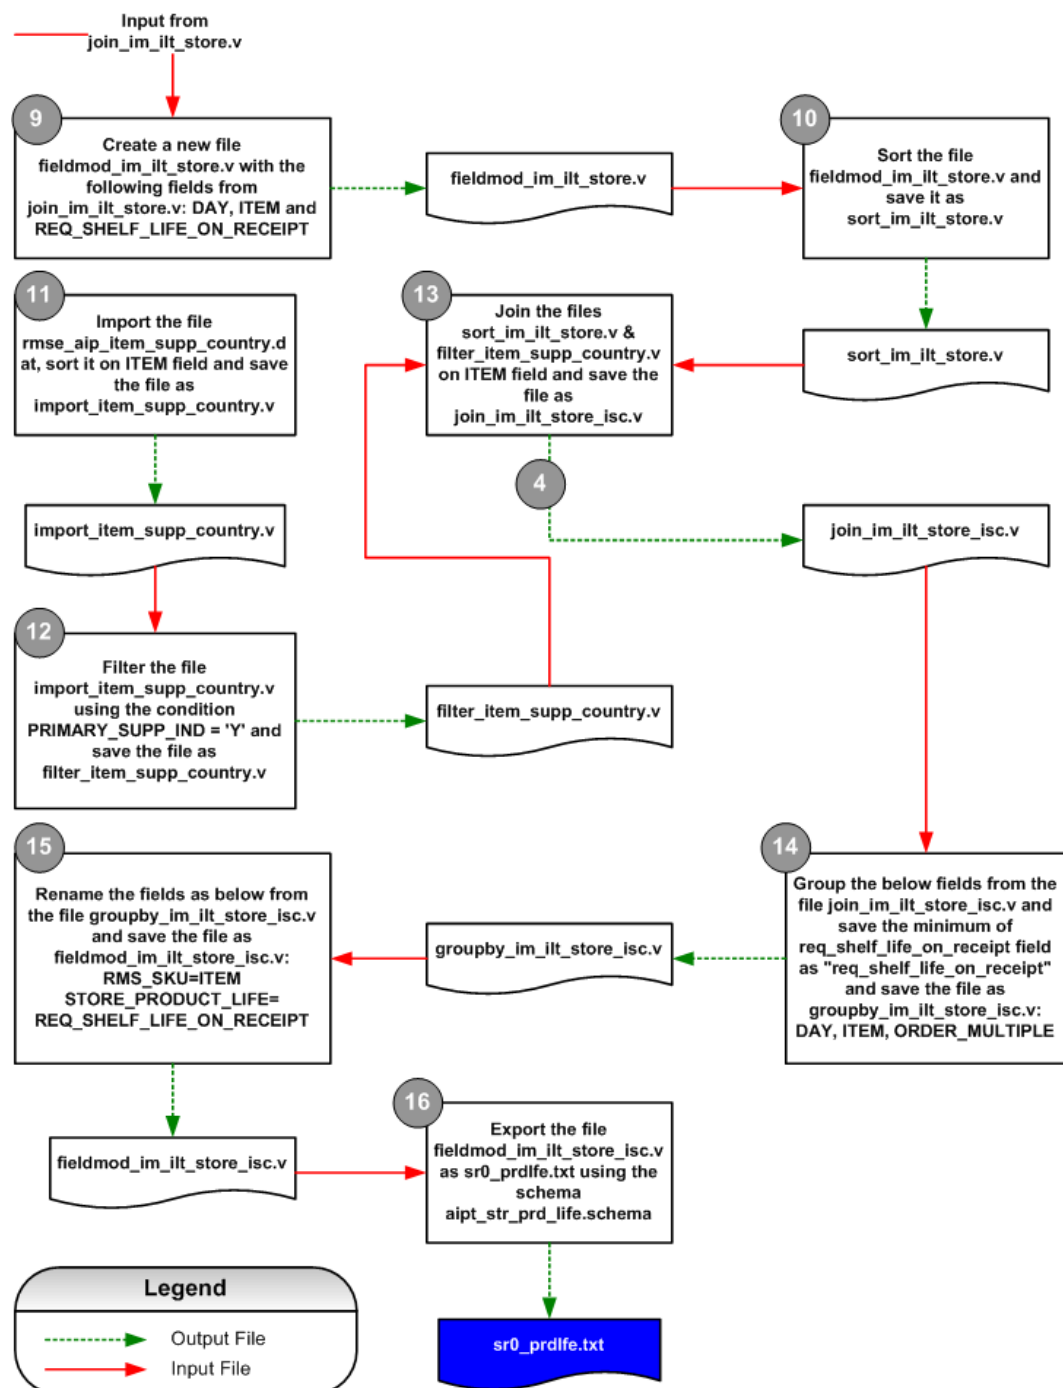 Input from
join_im_ilt_store.v
9
Create a new file
fieldmod_im_ilt_store.v with the
following fields from
join_im_ilt_store.v: DAY, ITEM and
REQ_SHELF_LIFE_ON_RECEIPT
fieldmod_im_ilt_store.v
10
Sort the file
fieldmod_im_ilt_store.v and
save it as
sort_im_ilt_store.v
11
Import the file
rmse_aip_item_supp_country.d
at, sort it on ITEM field and save
the file as
import_item_supp_country.v
13
Join the files
sort_im_ilt_store.v &
filter_item_supp_country.v
on ITEM field and save the
file as
join_im_ilt_store_isc.v
sort_im_ilt_store.v
4
import_item_supp_country.v
join_im_ilt_store_isc.v
12
Filter the file
import_item_supp_country.v
using the condition
PRIMARY_SUPP_IND = 'Y' and
save the file as
filter_item_supp_country.v
filter_item_supp_country.v
15
Rename the fields as below from
the file groupby_im_ilt_store_isc.v
and save the file as
fieldmod_im_ilt_store_isc.v:
RMS_SKU=ITEM
STORE_PRODUCT_LIFE=
REQ_SHELF_LIFE_ON_RECEIPT
groupby_im_ilt_store_isc.v
14
Group the below fields from the
file join_im_ilt_store_isc.v and
save the minimum of
req_shelf_life_on_receipt field
as "req_shelf_life_on_receipt"
and save the file as
groupby_im_ilt_store_isc.v:
DAY, ITEM, ORDER_MULTIPLE
fieldmod_im_ilt_store_isc.v
16
Export the file
fieldmod_im_ilt_store_isc.v
as sr0_prdlfe.txt using the
schema
aipt_str_prd_life.schema
Legend
Output File
Input File
sr0_prdlfe.txt